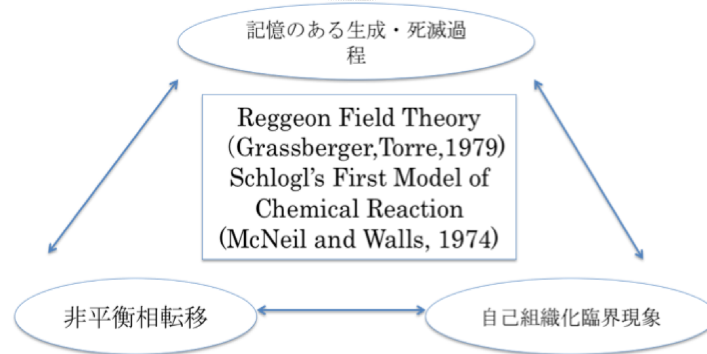 記憶のある生成・死滅過
程
Reggeon Field Theory
(Grassberger,Torre,1979)
Schlogl's First Model of
Chemical Reaction
(McNeil and Walls, 1974)
非平衡相転移
自己組織化臨界現象